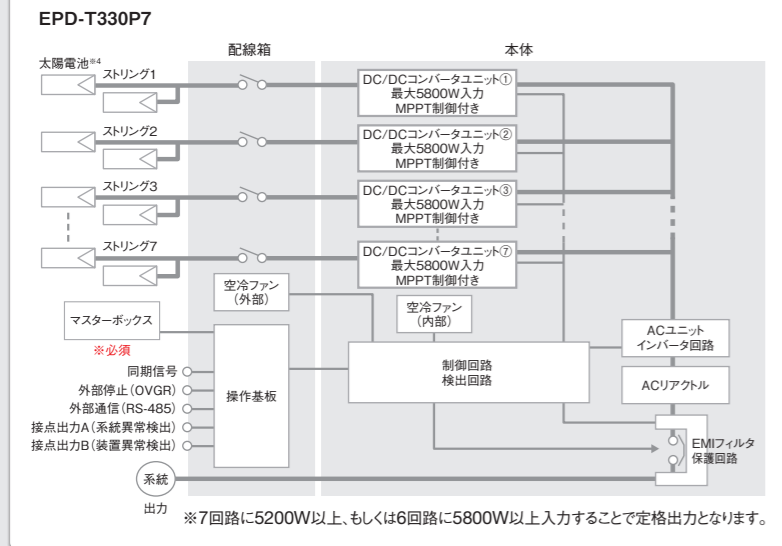 EPD-T330P7
配線箱
本体
太陽電池※4
ストリング1
DC/DCコンバータユニット①
最大5800W入力
MPPT制御付き
ストリング2
DC/DCコンバータユニット②
最大5800W入力
MPPT制御付き
ストリング3
DC/DCコンバータユニット③
最大5800W入力
MPPT制御付き
ストリング7
DC/DCコンバータユニット⑦
最大5800W入力
MPPT制御付き
空冷ファン
(外部)
空冷ファン
(内部)
マスターボックス
※必須
ACユニット
インバータ回路
制御回路
検出回路
ACリアクトル
操作基板
同期信号
外部停止(OVGR)
外部通信(RS-485)
接点出力A(系統異常検出)
接点出力B(装置異常検出)
EMIフィルタ
保護回路
系統
出力
※7回路に5200W以上、もしくは6回路に5800W以上入力することで定格出力となります。